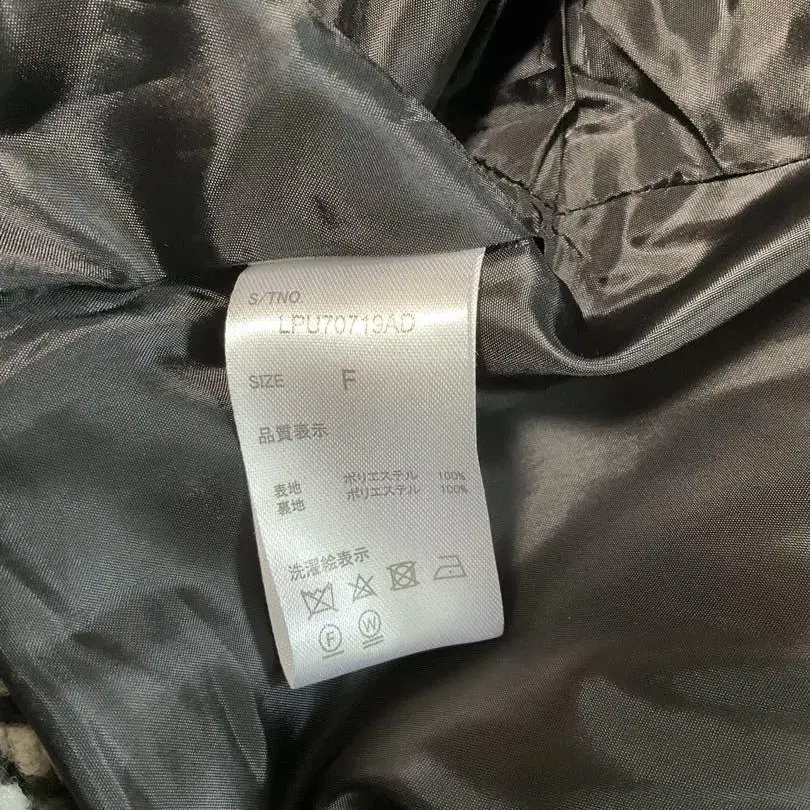 S/TNO.
LPU70719AD
SIZE F
品質表示
表地 ポリエステル 100%
裏地 ポリエステル 100%
洗濯絵表示
F W